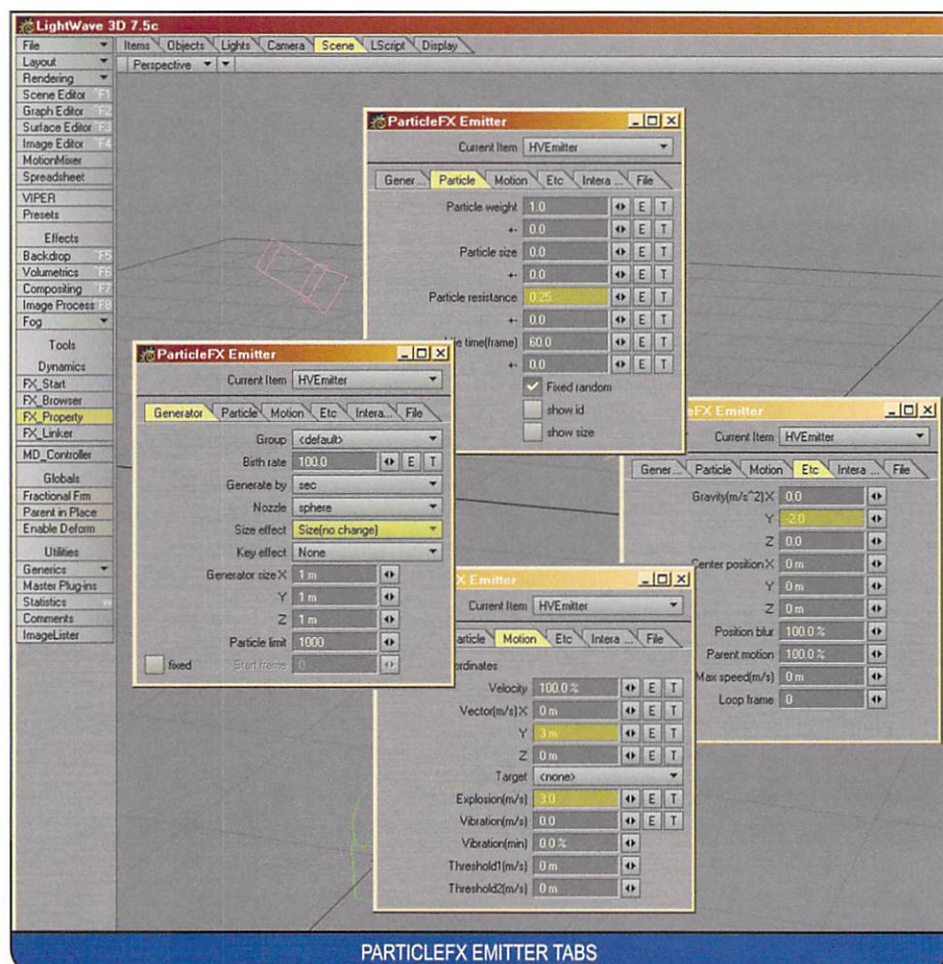 LightWave 3D 7.5c
File
Layout
Rendering
Scene Editor F1
Graph Editor F2
Surface Editor F3
Image Editor F4
MotionMixer
Spreadsheet
VIPER
Presets
Effects
Backdrop ^F5
Volumetrics ^F6
Compositing ^F7
Image Process ^F8
Fog
Tools
Dynamics
FX_Start
FX_Browser
FX_Property
FX_Linker
MD_Controller
Globals
Fractional Frm
Parent in Place
Enable Deform
Utilities
Generics
Master Plug-ins
Statistics w
Comments
ImageLister
Items Objects Lights Camera Scene LScript Display
Perspective
ParticleFX Emitter
Current Item HVEmitter
Gener ... Particle Motion Etc Intera ... File
Particle weight 1.0 E T
+- 0.0 E T
Particle size 0.0 E T
+- 0.0 E T
Particle resistance 0.25 E T
+- 0.0 E T
time(frame) 60.0 E T
+- 0.0 E T
Fixed random
show id
show size
ParticleFX Emitter
Current Item HVEmitter
Generator Particle Motion Etc Intera... File
Group <default>
Birth rate 100.0 E T
Generate by sec
Nozzle sphere
Size effect Size(no change)
Key effect None
Generator size X 1 m
Y 1 m
Z 1 m
Particle limit 1000
fixed Start frame 0
eFX Emitter
Current Item HVEmitter
Gener ... Particle Motion Etc Intera ... File
Gravity(m/s^2) X 0.0
Y -2.0
Z 0.0
Center position X 0 m
Y 0 m
Z 0 m
Position blur 100.0 %
Parent motion 100.0 %
Max speed(m/s) 0 m
Loop frame 0
X Emitter
Current Item HVEmitter
article Motion Etc Intera ... File
ordinates
Velocity 100.0 % E T
Vector(m/s) X 0 m E T
Y 3 m E T
Z 0 m E T
Target <none>
Explosion(m/s) 3.0 E T
Vibration(m/s) 0.0 E T
Vibration(min) 0.0 %
Threshold1(m/s) 0 m
Threshold2(m/s) 0 m
PARTICLEFX EMITTER TABS